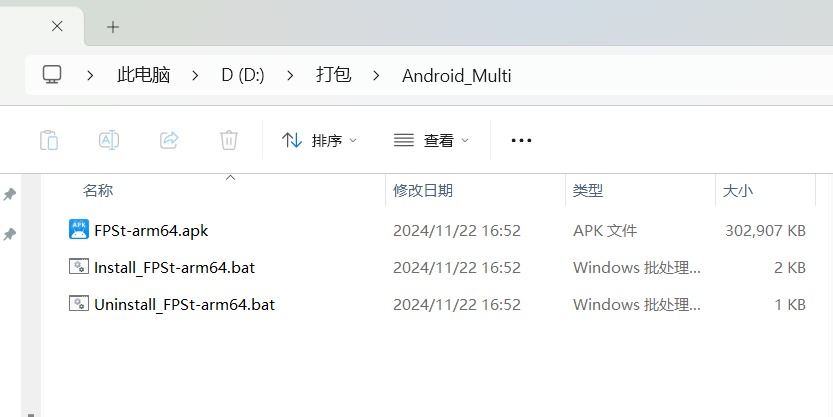 此电脑 > D (D:) > 打包 > Android_Multi
排序 查看 •••
名称 修改日期 类型 大小
FPSt-arm64.apk 2024/11/22 16:52 APK 文件 302,907 KB
Install_FPSt-arm64.bat 2024/11/22 16:52 Windows 批处理... 2 KB
Uninstall_FPSt-arm64.bat 2024/11/22 16:52 Windows 批处理... 1 KB